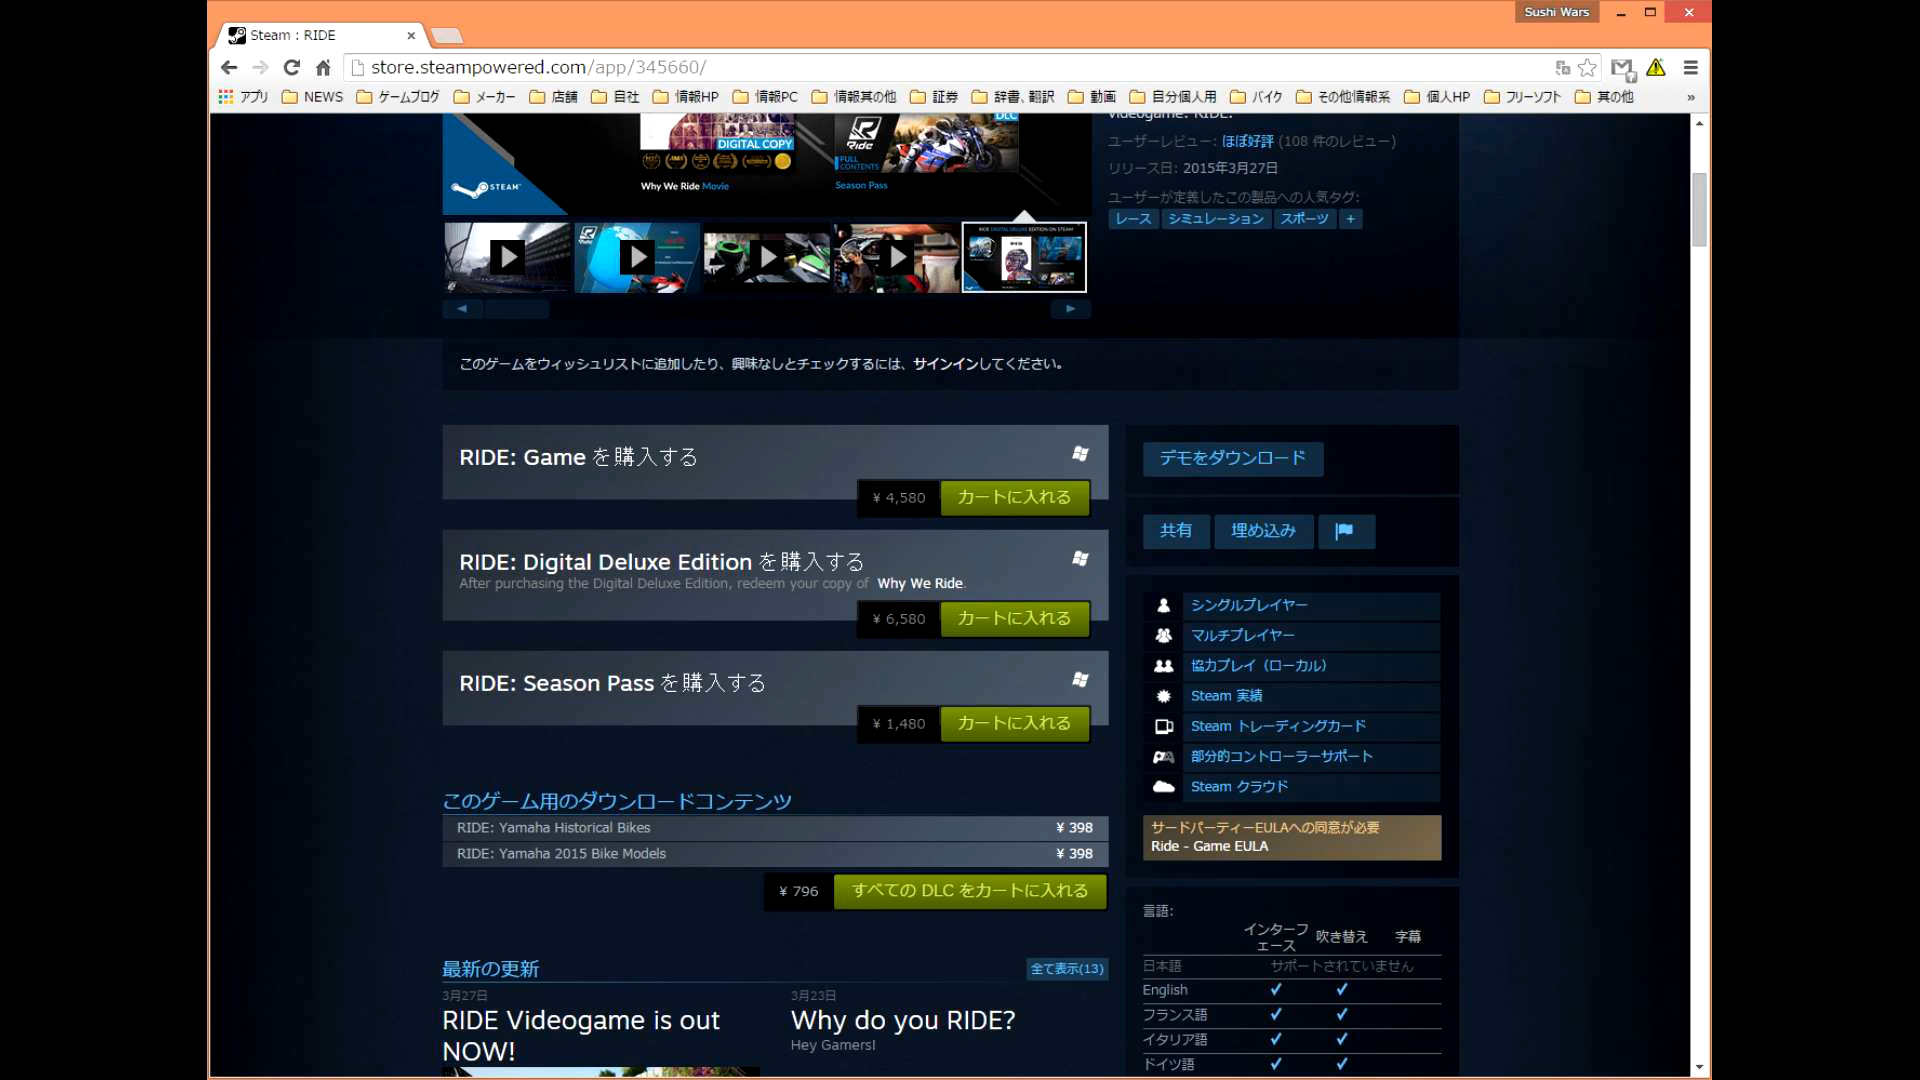 Sushi Wars
Steam : RIDE
store.steampowered.com/app/345660/
アプリ NEWS ゲームブログ メーカー 店舗 自社 情報HP 情報PC 情報其の他 証券 辞書、翻訳 動画 自分個人用 バイク その他情報系 個人HP フリーソフト 其の他 »
DIGITAL COPY
Why We Ride Movie
STEAM
Ride
FULL CONTENTS
DLC
Season Pass
Videogame: RIDE.
ユーザーレビュー: ほぼ好評 (108 件のレビュー)
リリース日: 2015年3月27日
ユーザーが定義したこの製品への人気タグ:
レース シミュレーション スポーツ +
RIDE DIGITAL DELUXE EDITION ON STEAM
このゲームをウィッシュリストに追加したり、興味なしとチェックするには、サインインしてください。
RIDE: Game を購入する
¥ 4,580 カートに入れる
RIDE: Digital Deluxe Edition を購入する
After purchasing the Digital Deluxe Edition, redeem your copy of Why We Ride.
¥ 6,580 カートに入れる
RIDE: Season Pass を購入する
¥ 1,480 カートに入れる
このゲーム用のダウンロードコンテンツ
RIDE: Yamaha Historical Bikes ¥ 398
RIDE: Yamaha 2015 Bike Models ¥ 398
¥ 796 すべての DLC をカートに入れる
最新の更新 全て表示(13)
3月27日
RIDE Videogame is out
NOW!
3月23日
Why do you RIDE?
Hey Gamers!
デモをダウンロード
共有 埋め込み
シングルプレイヤー
マルチプレイヤー
協力プレイ（ローカル）
Steam 実績
Steam トレーディングカード
部分的コントローラーサポート
Steam クラウド
サードパーティーEULAへの同意が必要
Ride - Game EULA
言語:
インターフェース 吹き替え 字幕
日本語 サポートされていません
English ✓ ✓
フランス語 ✓ ✓
イタリア語 ✓ ✓
ドイツ語 ✓ ✓